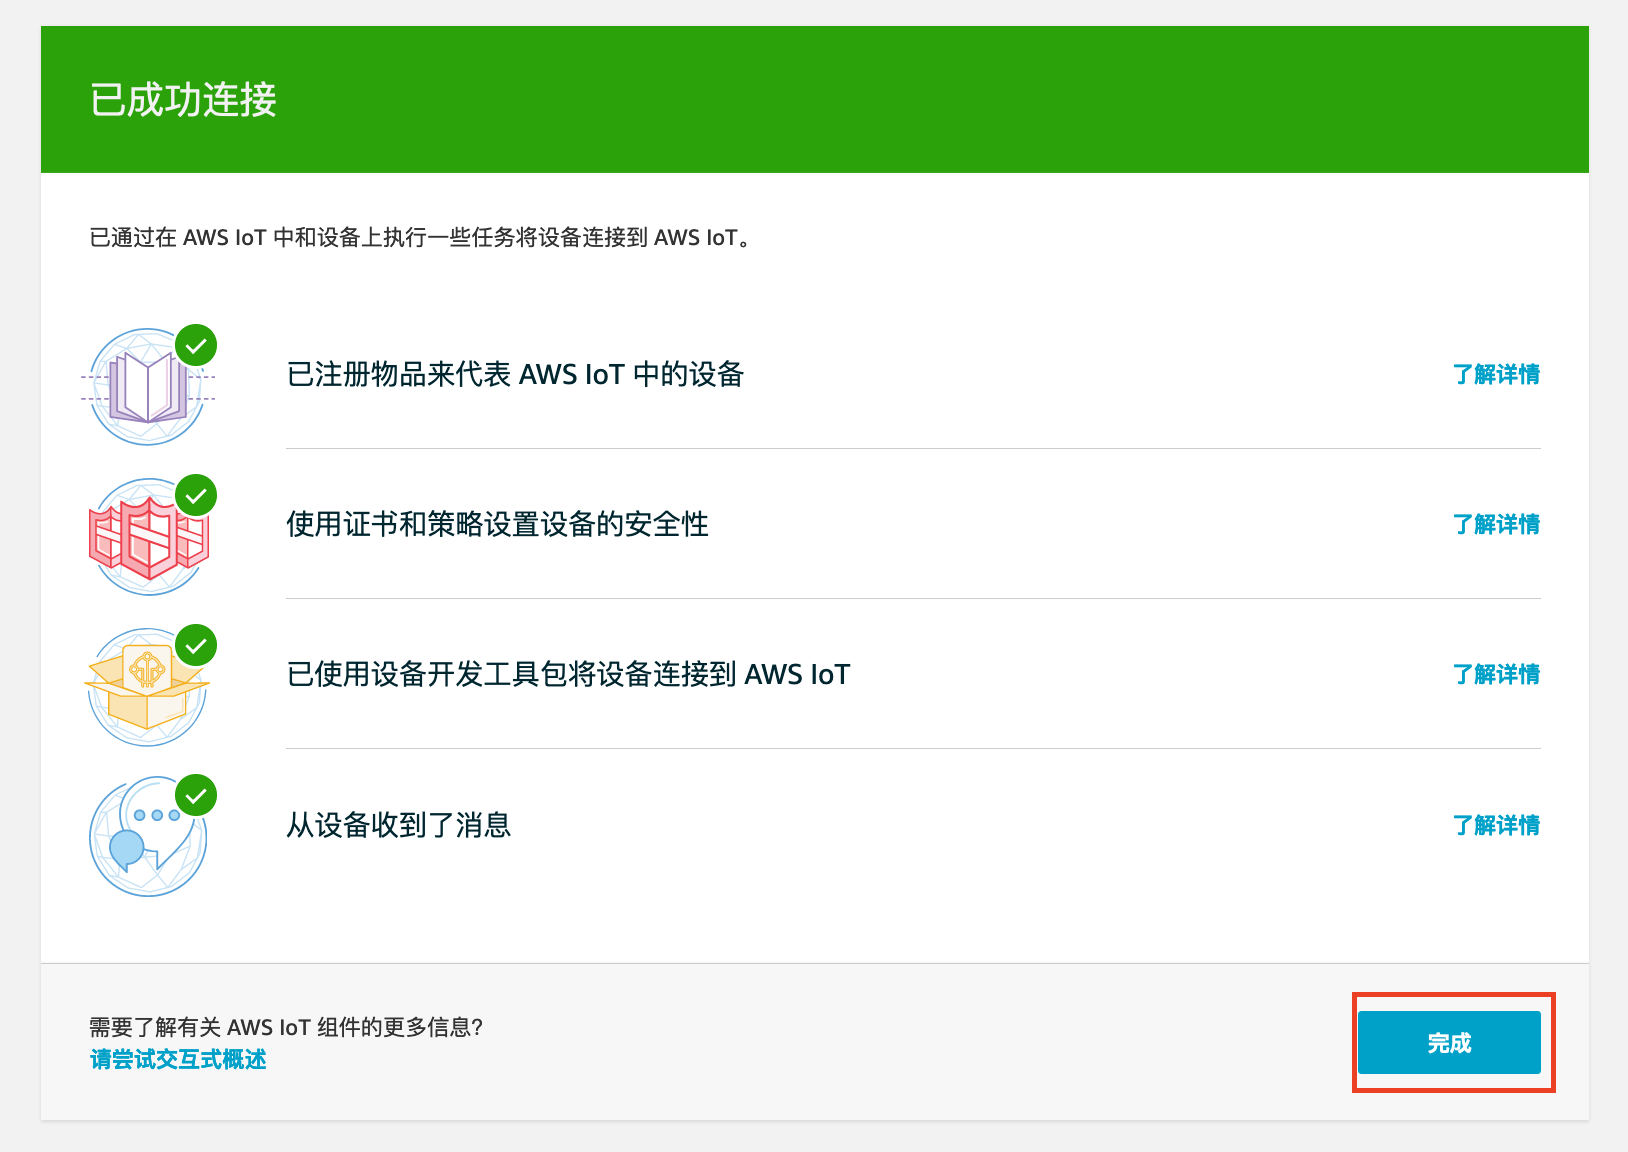 已成功连接
已通过在 AWS IoT 中和设备上执行一些任务将设备连接到 AWS IoT。
已注册物品来代表 AWS IoT 中的设备
了解详情
使用证书和策略设置设备的安全性
了解详情
已使用设备开发工具包将设备连接到 AWS IoT
了解详情
从设备收到了消息
了解详情
需要了解有关 AWS IoT 组件的更多信息?
请尝试交互式概述
完成